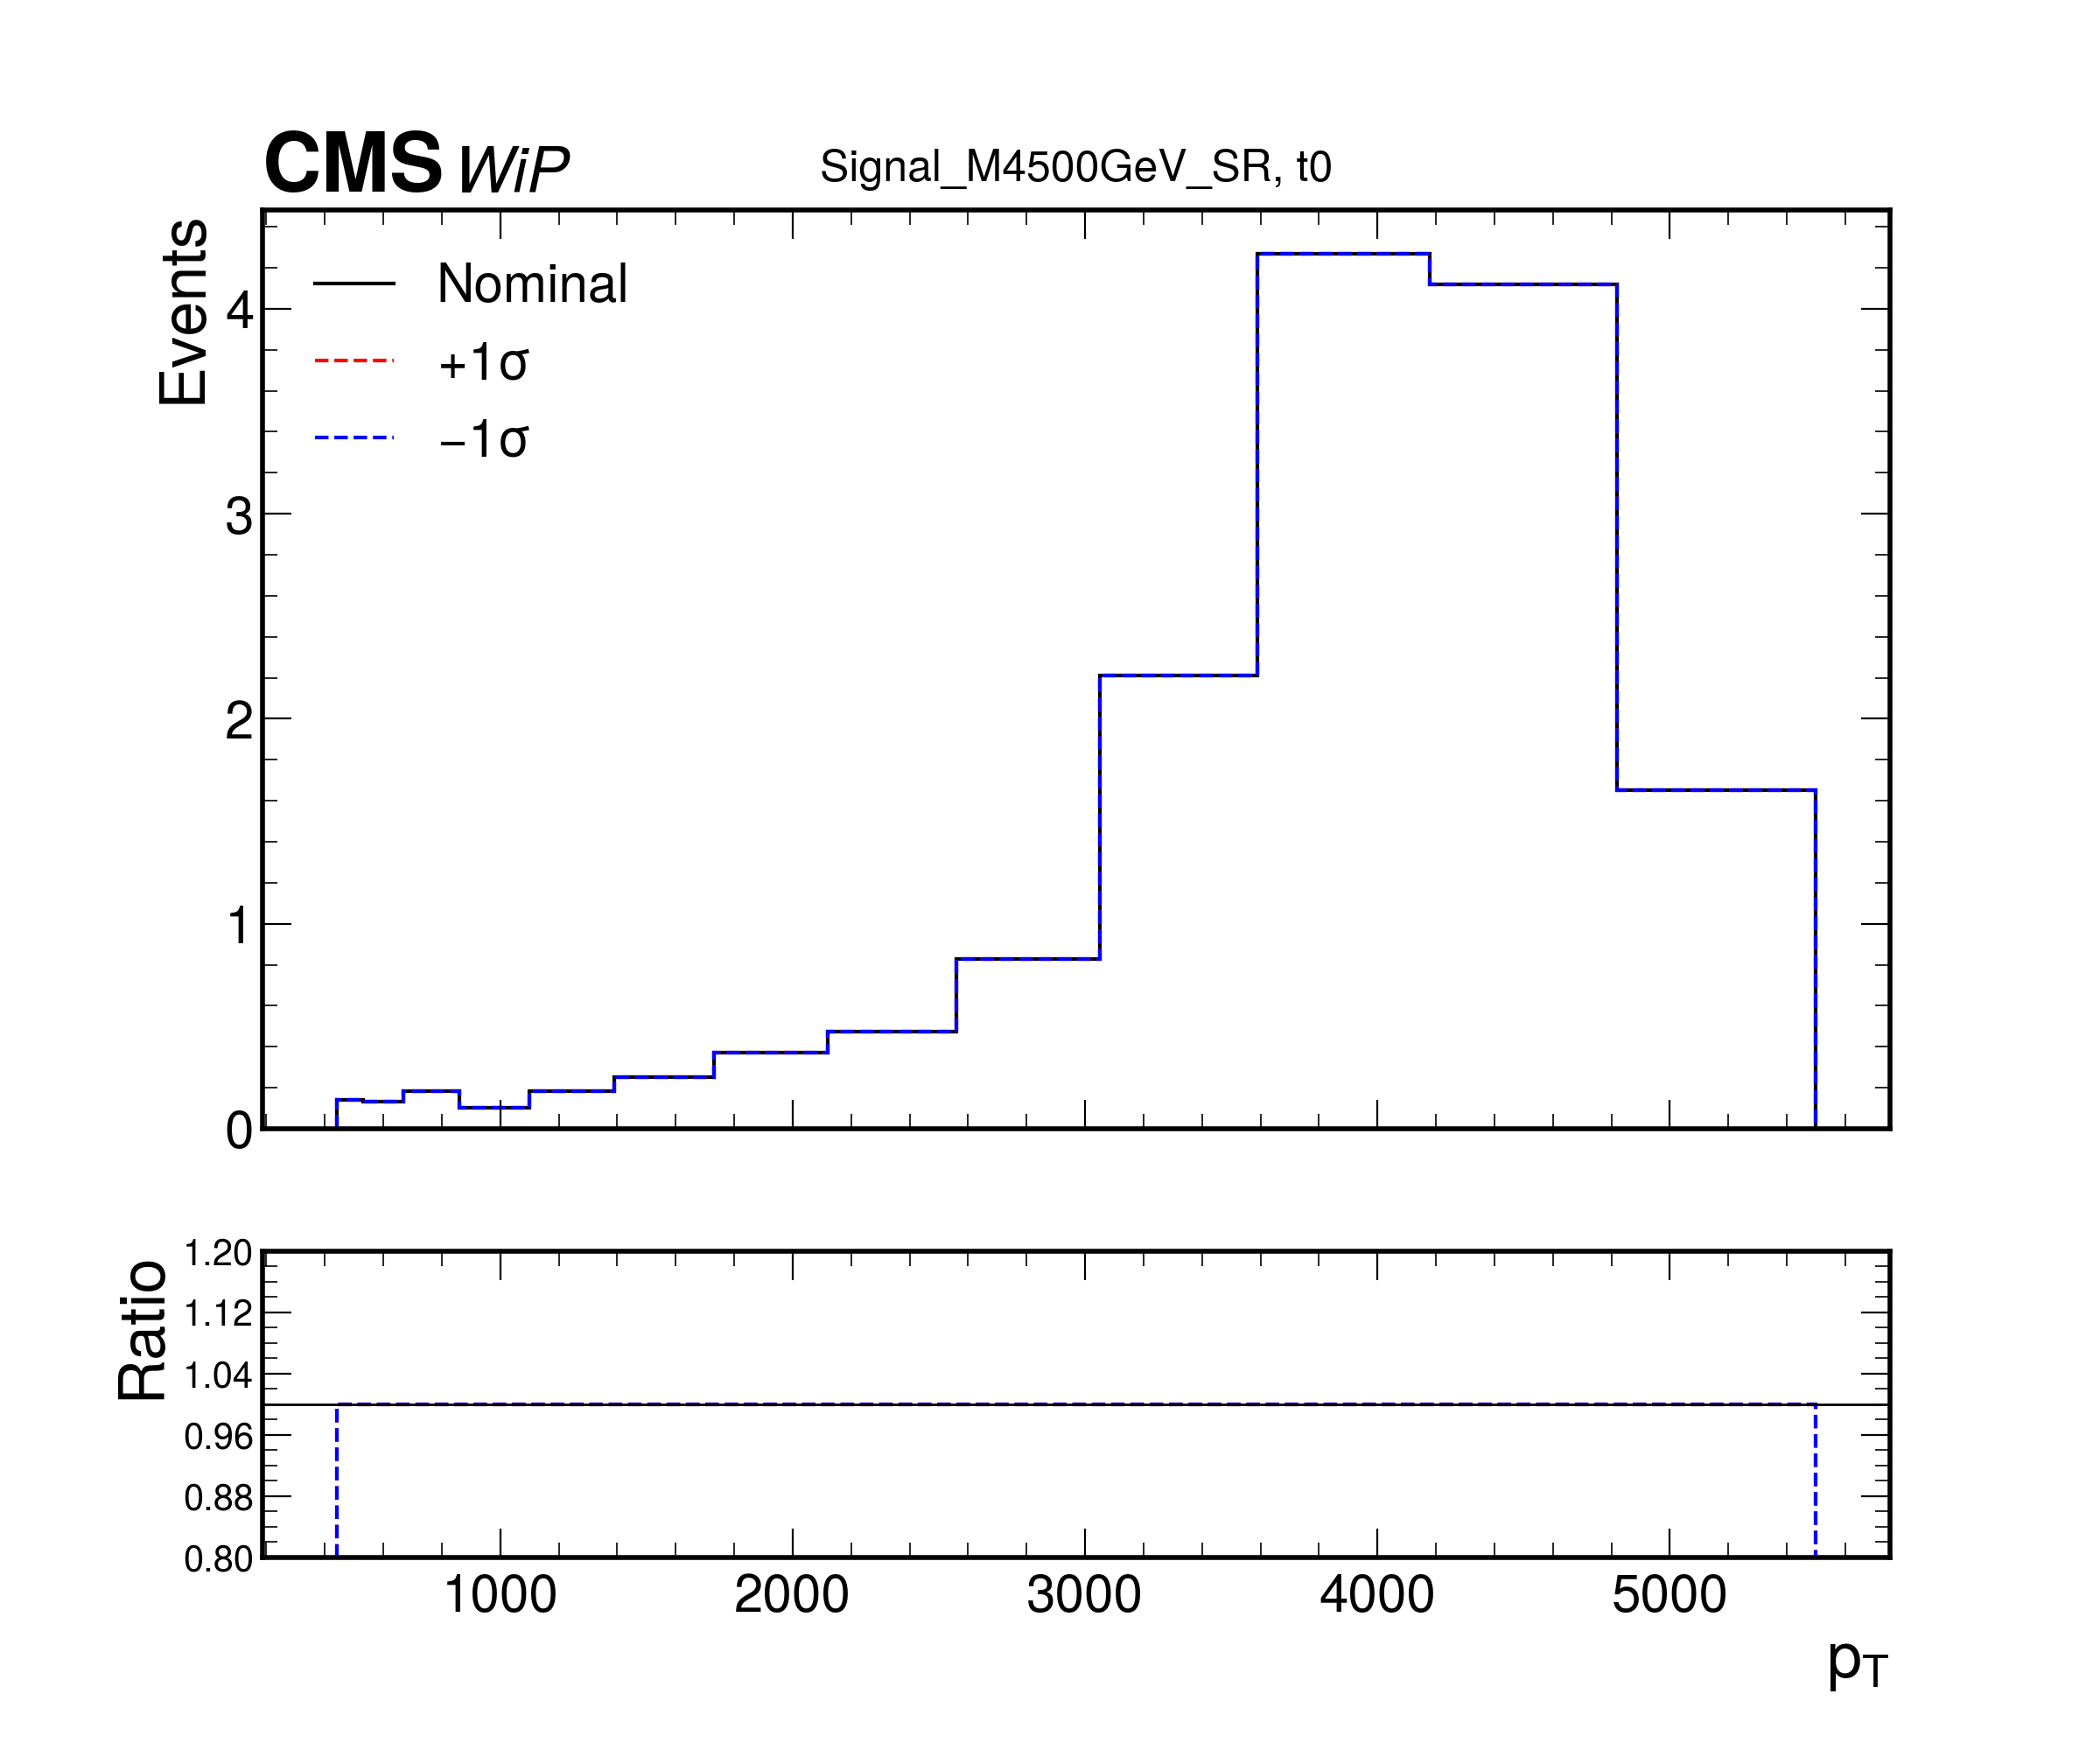 CMS WiP
Signal_M4500GeV_SR, t0
Events
4
3
2
1
0
Nominal
+1σ
−1σ
Ratio
1.20
1.12
1.04
0.96
0.88
0.80
1000 2000 3000 4000 5000
pT